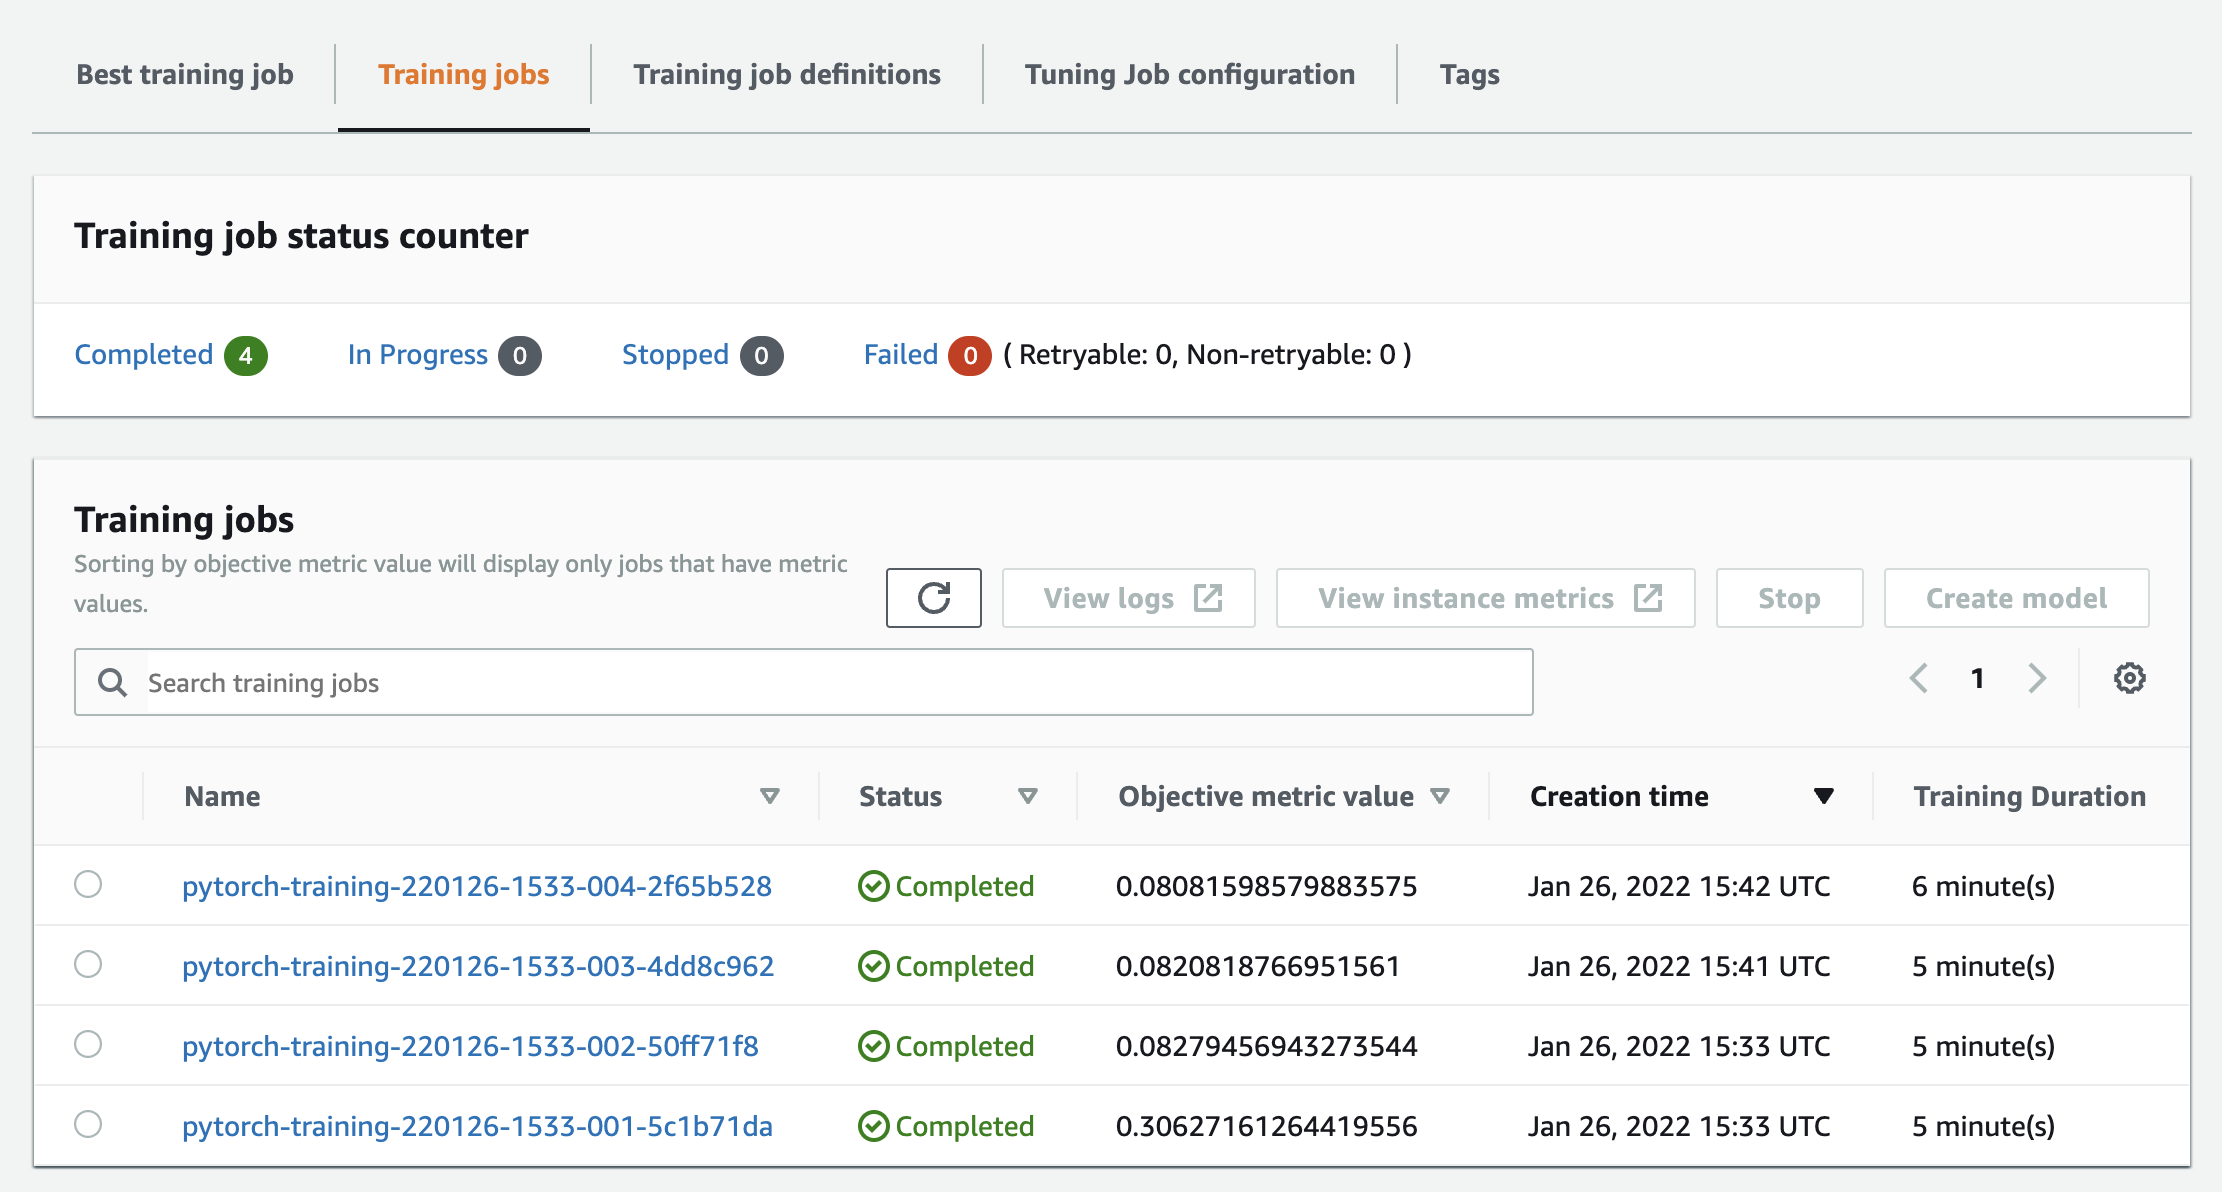 Best training job Training jobs Training job definitions Tuning Job configuration Tags
Training job status counter
Completed 4 In Progress 0 Stopped 0 Failed 0 ( Retryable: 0, Non-retryable: 0 )
Training jobs
Sorting by objective metric value will display only jobs that have metric
values.
View logs View instance metrics Stop Create model
Search training jobs 1
Name Status Objective metric value Creation time Training Duration
pytorch-training-220126-1533-004-2f65b528 Completed 0.08081598579883575 Jan 26, 2022 15:42 UTC 6 minute(s)
pytorch-training-220126-1533-003-4dd8c962 Completed 0.0820818766951561 Jan 26, 2022 15:41 UTC 5 minute(s)
pytorch-training-220126-1533-002-50ff71f8 Completed 0.08279456943273544 Jan 26, 2022 15:33 UTC 5 minute(s)
pytorch-training-220126-1533-001-5c1b71da Completed 0.30627161264419556 Jan 26, 2022 15:33 UTC 5 minute(s)